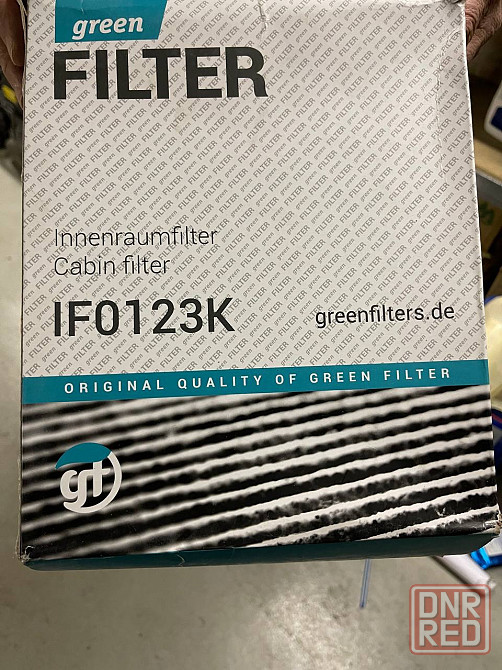 green
FILTER
Innenraumfilter
Cabin filter
IF0123K
greenfilters.de
ORIGINAL QUALITY OF GREEN FILTER
gf
DNR
RED